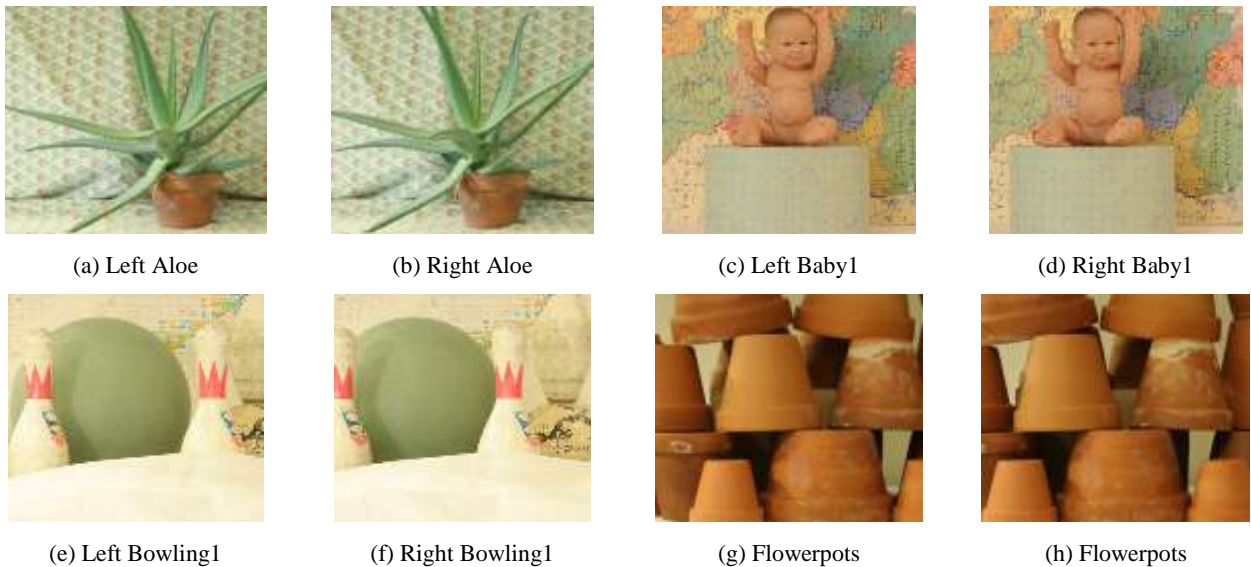 (a) Left Aloe
(b) Right Aloe
(c) Left Baby1
(d) Right Baby1
(e) Left Bowling1
(f) Right Bowling1
(g) Flowerpots
(h) Flowerpots